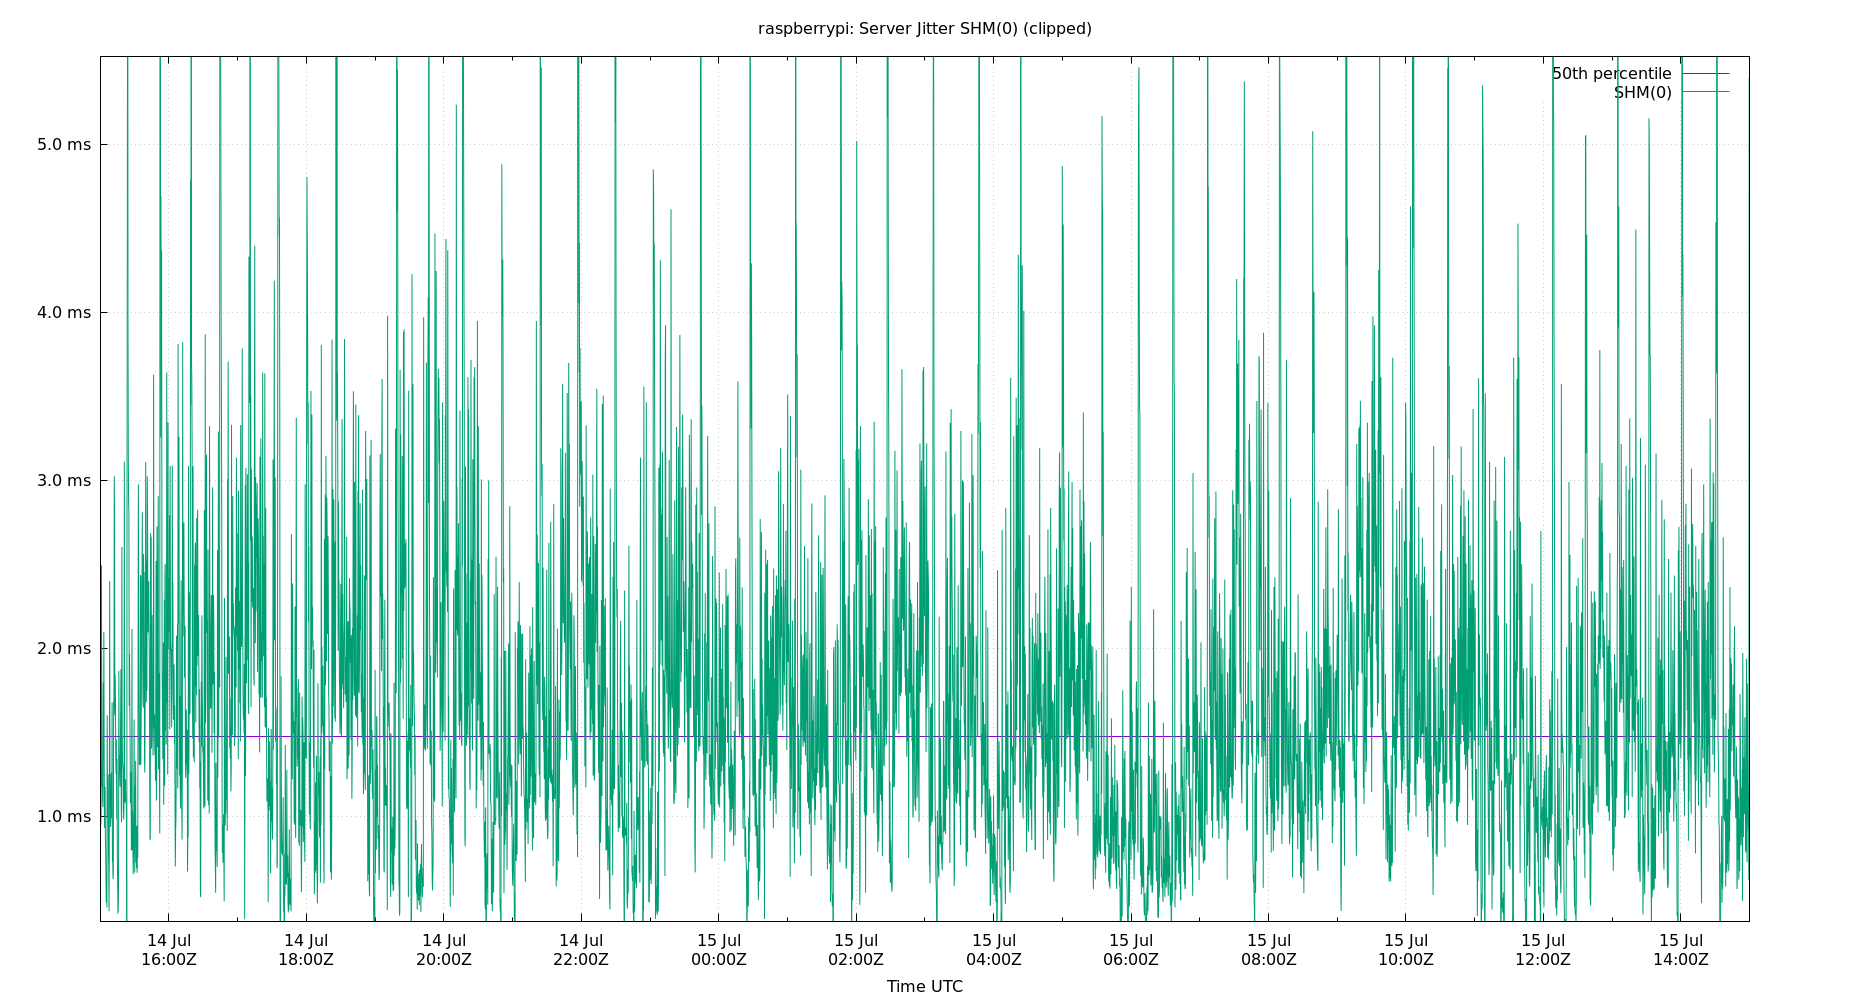 raspberrypi: Server Jitter SHM(0) (clipped)
50th percentile
SHM(0)
5.0 ms
4.0 ms
3.0 ms
2.0 ms
1.0 ms
14 Jul 14 Jul 14 Jul 14 Jul 15 Jul 15 Jul 15 Jul 15 Jul 15 Jul 15 Jul 15 Jul 15 Jul
16:00Z 18:00Z 20:00Z 22:00Z 00:00Z 02:00Z 04:00Z 06:00Z 08:00Z 10:00Z 12:00Z 14:00Z
Time UTC